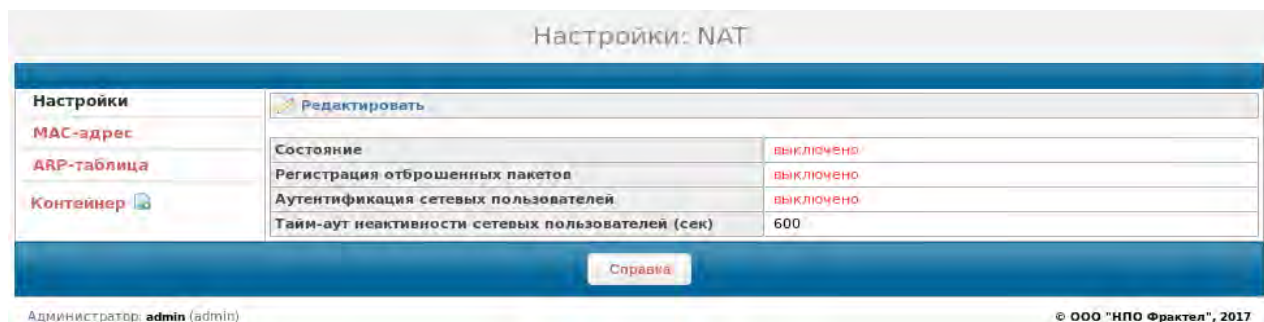 Настройки: NAT
Настройки
MAC-адрес
ARP-таблица
Контейнер
Редактировать
Состояние выключено
Регистрация отброшенных пакетов выключено
Аутентификация сетевых пользователей выключено
Тайм-аут неактивности сетевых пользователей (сек) 600
Справка
Администратор: admin (admin)
© ООО "НПО Фрактел", 2017